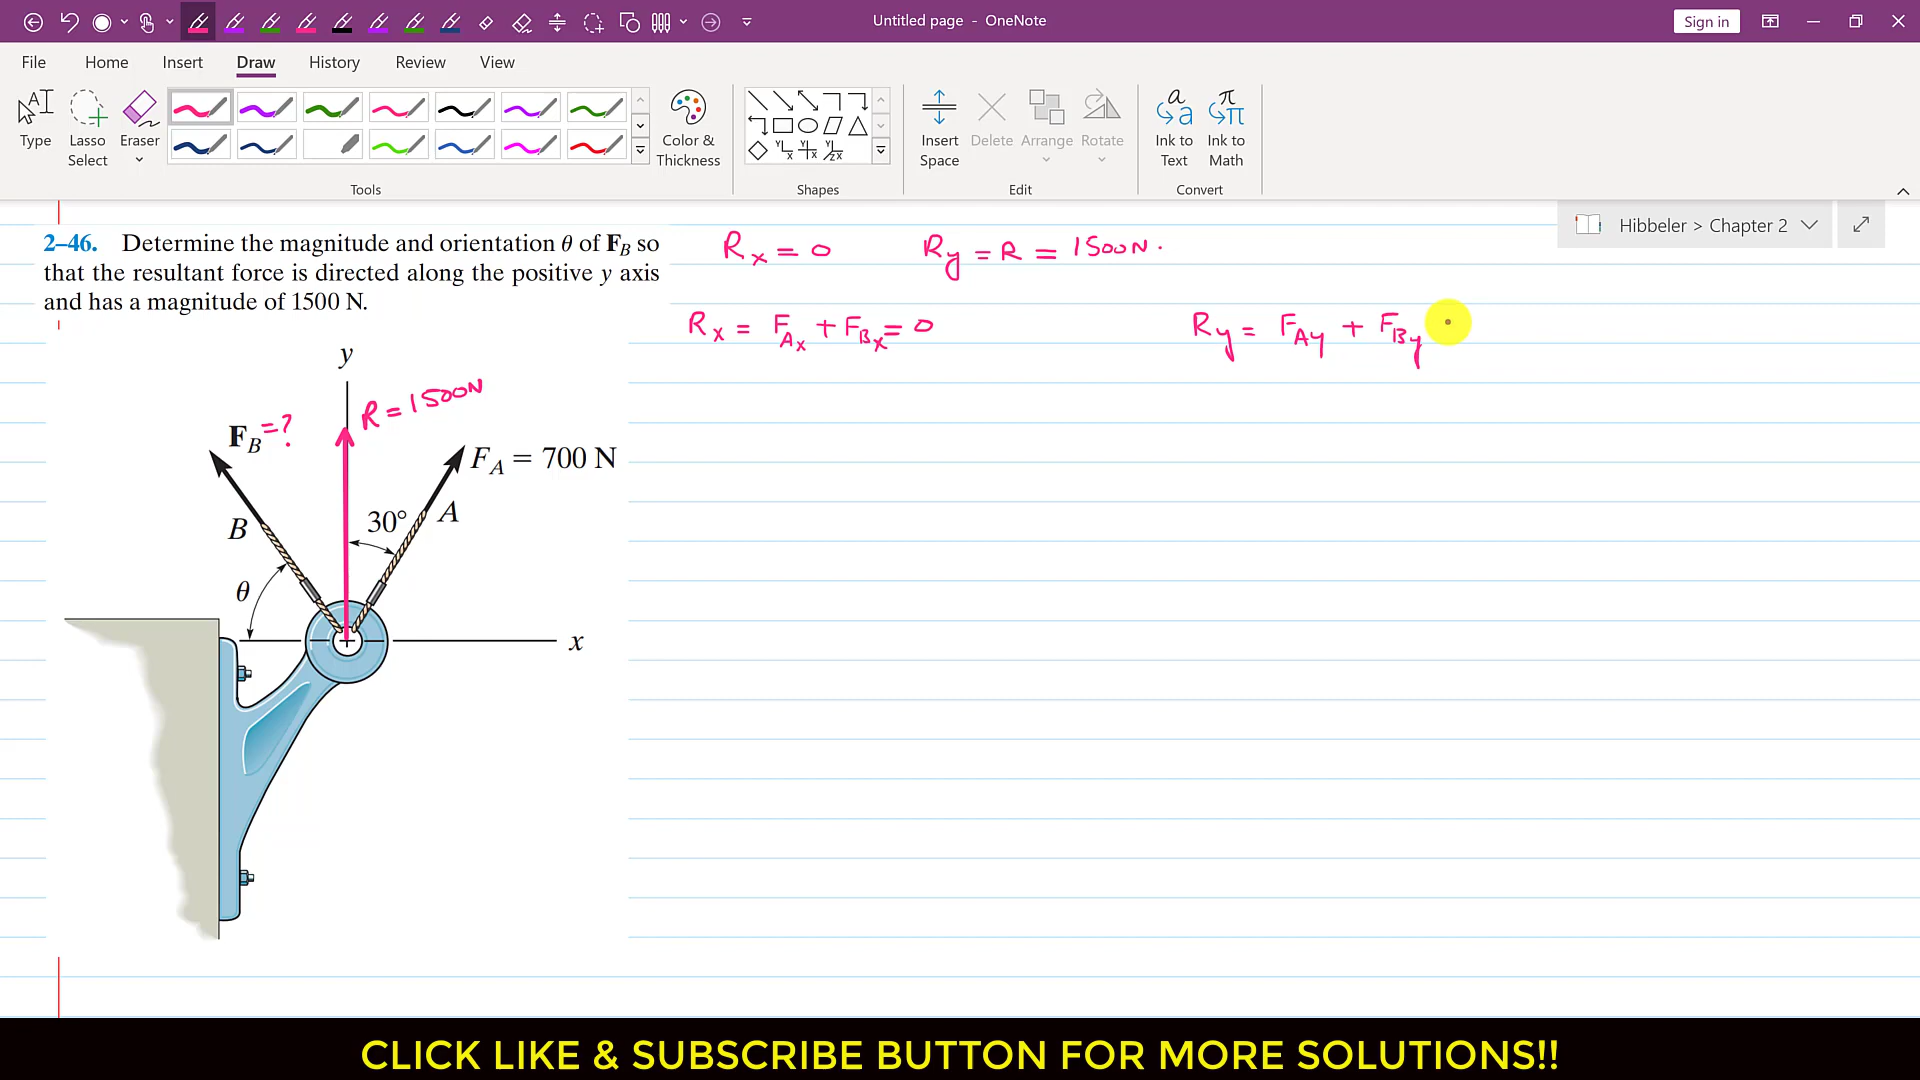 Untitled page - OneNote
Sign in
File Home Insert Draw History Review View
Type
Lasso Select
Eraser
Color & Thickness
Insert Space
Delete
Arrange
Rotate
Ink to Text
Ink to Math
Tools
Shapes
Edit
Convert
Hibbeler > Chapter 2
2–46. Determine the magnitude and orientation θ of F_B so
that the resultant force is directed along the positive y axis
and has a magnitude of 1500 N.
R_x = 0 R_y = R = 1500N.
R_x = F_Ax + F_Bx = 0 R_y = F_Ay + F_By
y
R = 1500N
F_B = ?
F_A = 700 N
B
30°
A
θ
x
CLICK LIKE & SUBSCRIBE BUTTON FOR MORE SOLUTIONS!!